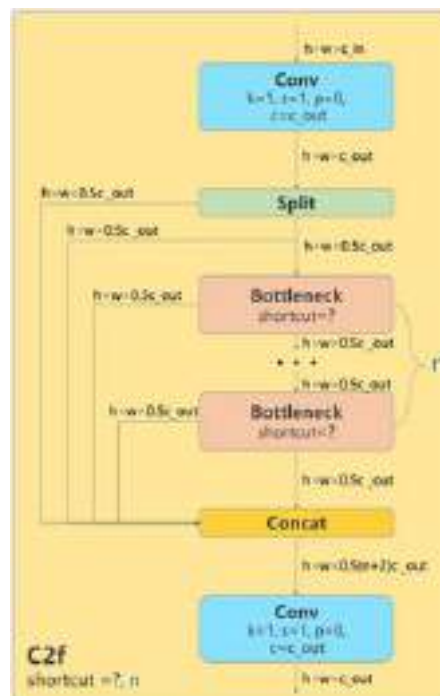 h×w×c_in
Conv
k=1, s=1, p=0,
c=c_out
h×w×c_out
h×w×0.5c_out
Split
h×w×0.5c_out
h×w×0.5c_out
h×w×0.5c_out
Bottleneck
shortcut=?
h×w×0.5c_out
n
• • •
h×w×0.5c_out
h×w×0.5c_out
Bottleneck
shortcut=?
h×w×0.5c_out
Concat
h×w×0.5(n+2)c_out
Conv
k=1, s=1, p=0,
c=c_out
C2f
shortcut =?, n
h×w×c_out